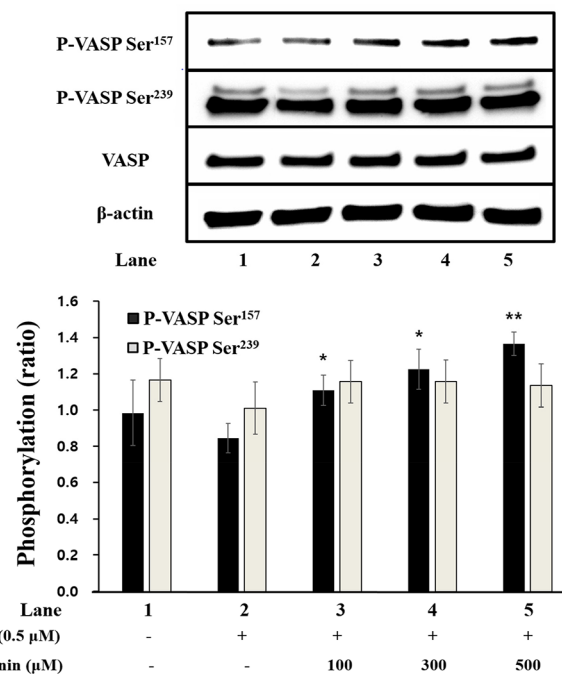 P-VASP Ser157
P-VASP Ser239
VASP
β-actin
Lane 1 2 3 4 5
1.6
1.4
1.2
1.0
0.8
0.6
0.4
0.2
0.0
Phosphorylation (ratio)
P-VASP Ser157
P-VASP Ser239
*
*
**
Lane 1 2 3 4 5
(0.5 μM) - + + + +
nin (μM) - - 100 300 500